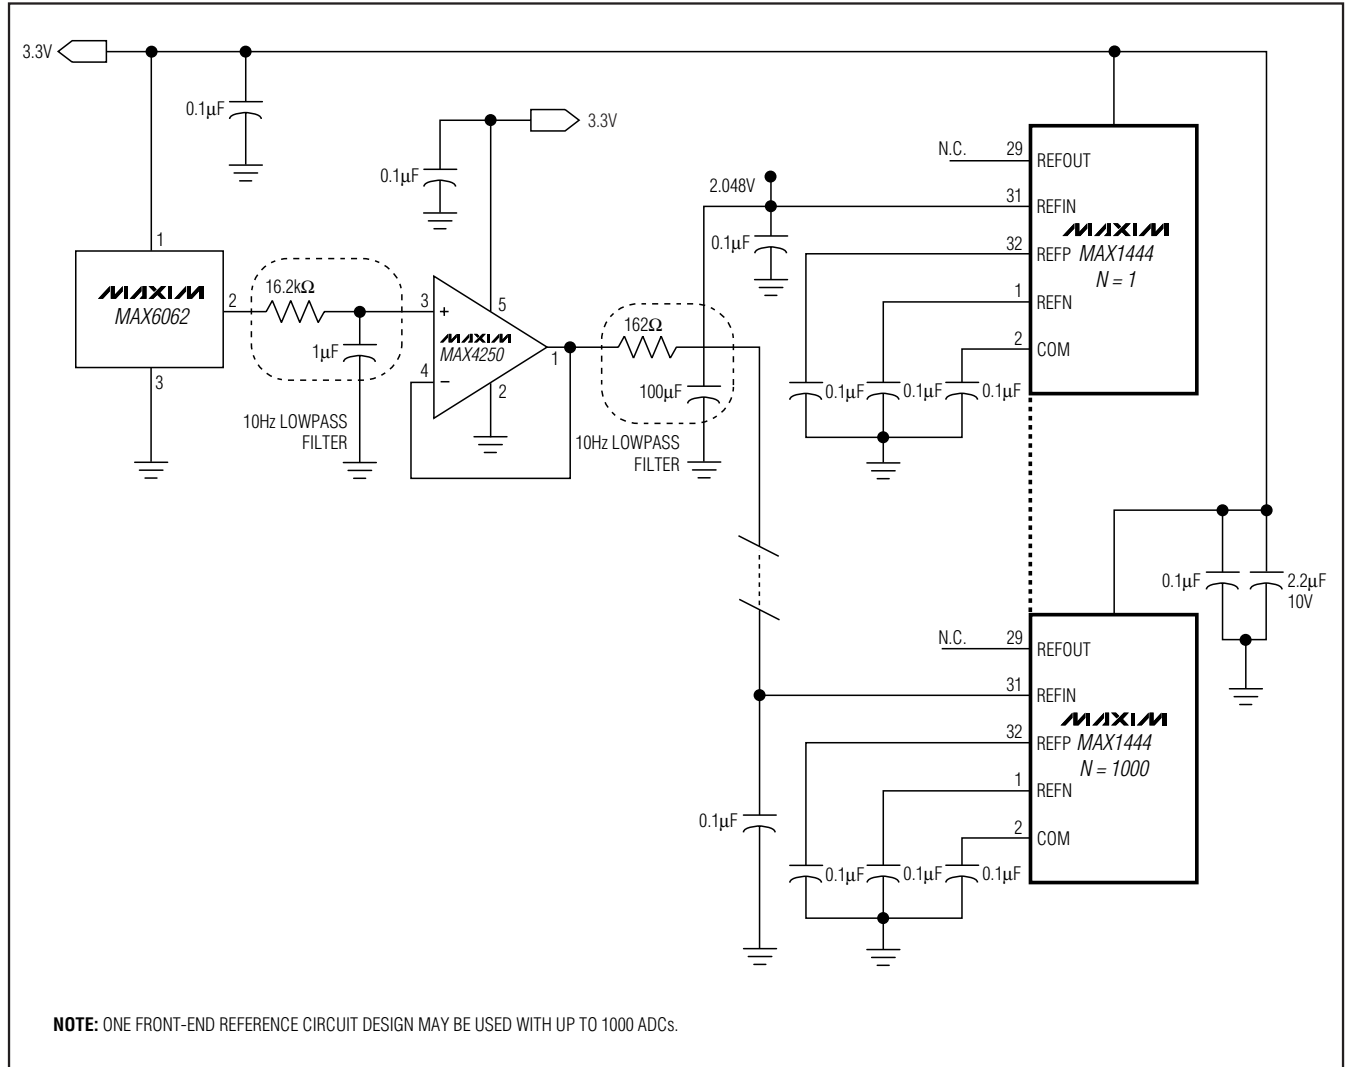 3.3V
0.1µF
3.3V
0.1µF
1
MAXIM
MAX6062
2
3
16.2kΩ
1µF
10Hz LOWPASS
FILTER
3
+
4
−
MAXIM
MAX4250
5
2
1
162Ω
100µF
10Hz LOWPASS
FILTER
2.048V
0.1µF
N.C.
29
REFOUT
31
REFIN
MAXIM
32
REFP
MAX1444
N = 1
1
REFN
2
COM
0.1µF
0.1µF
0.1µF
0.1µF
2.2µF
10V
N.C.
29
REFOUT
31
REFIN
MAXIM
32
REFP
MAX1444
N = 1000
1
REFN
2
COM
0.1µF
0.1µF
0.1µF
0.1µF
NOTE: ONE FRONT-END REFERENCE CIRCUIT DESIGN MAY BE USED WITH UP TO 1000 ADCs.